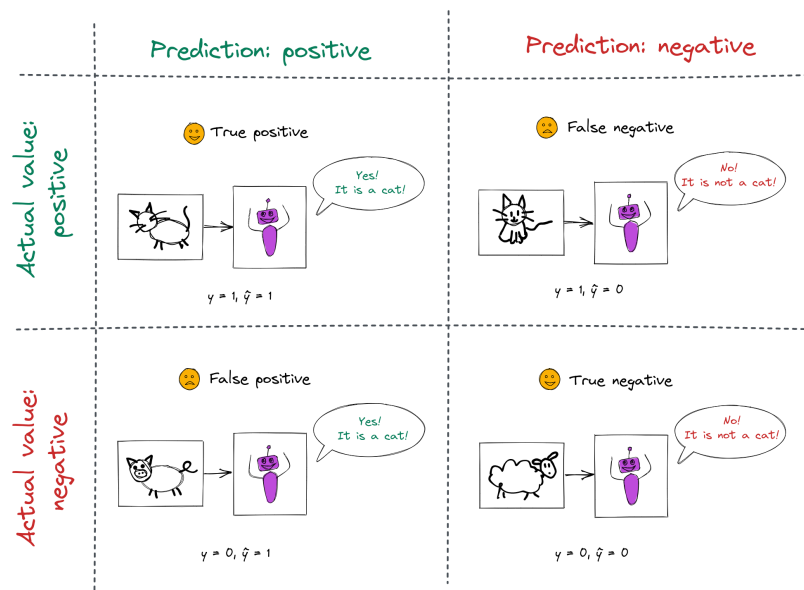 Prediction: positive
Prediction: negative
Actual value:
positive
True positive
Yes!
It is a cat!
y = 1, ŷ = 1
False negative
No!
It is not a cat!
y = 1, ŷ = 0
Actual value:
negative
False positive
Yes!
It is a cat!
y = 0, ŷ = 1
True negative
No!
It is not a cat!
y = 0, ŷ = 0